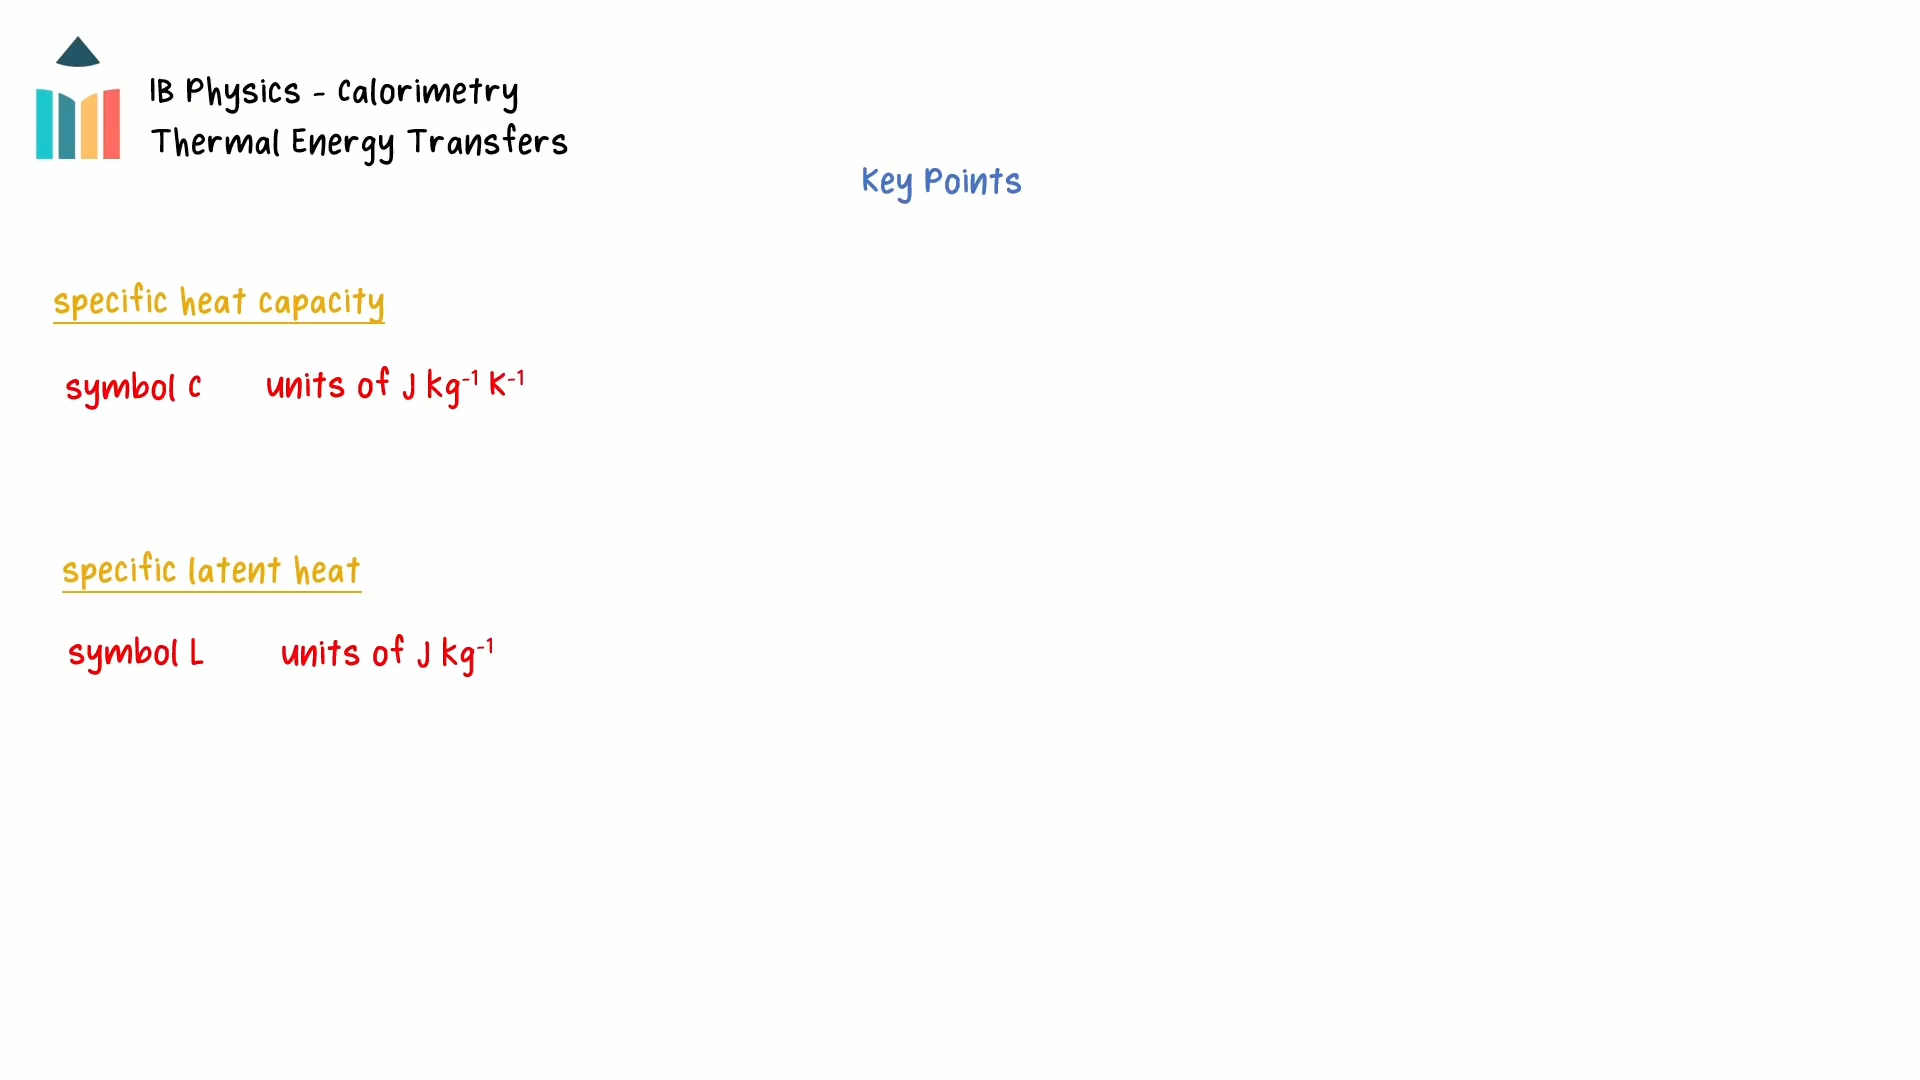 IB Physics - Calorimetry
Thermal Energy Transfers
Key Points
specific heat capacity
symbol c units of J kg⁻¹ K⁻¹
specific latent heat
symbol L units of J kg⁻¹